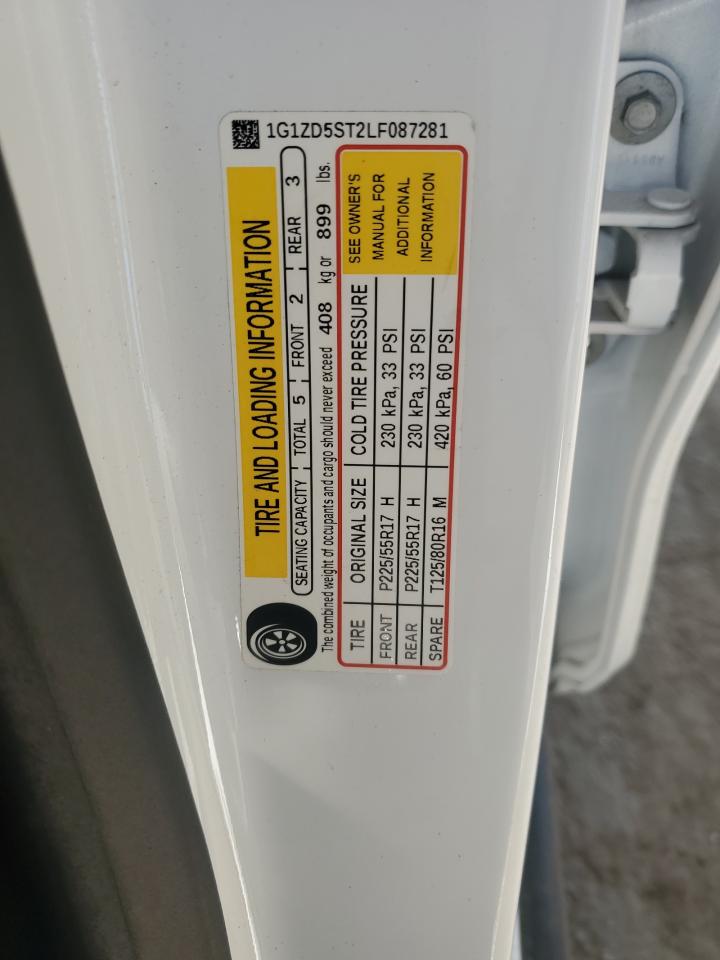 1G1ZD5ST2LF087281
TIRE AND LOADING INFORMATION
SEATING CAPACITY TOTAL 5 FRONT 2 REAR 3
The combined weight of occupants and cargo should never exceed 408 kg or 899 lbs.
TIRE ORIGINAL SIZE COLD TIRE PRESSURE
FRONT P225/55R17 H 230 kPa, 33 PSI
REAR P225/55R17 H 230 kPa, 33 PSI
SPARE T125/80R16 M 420 kPa, 60 PSI
SEE OWNER'S
MANUAL FOR
ADDITIONAL
INFORMATION